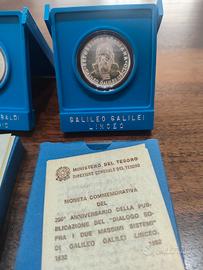 GALILEO GALILEI
LINCEO
BALDI
MINISTERO DEL TESORO
DIREZIONE GENERALE DEL TESORO
MONETA COMMEMORATIVA
DEL
350° ANNIVERSARIO DELLA PUB-
BLICAZIONE DEL "DIALOGO SO-
PRA I DUE MASSIMI SISTEMI"
DI GALILEO GALILEI LINCEO.
1632 1982